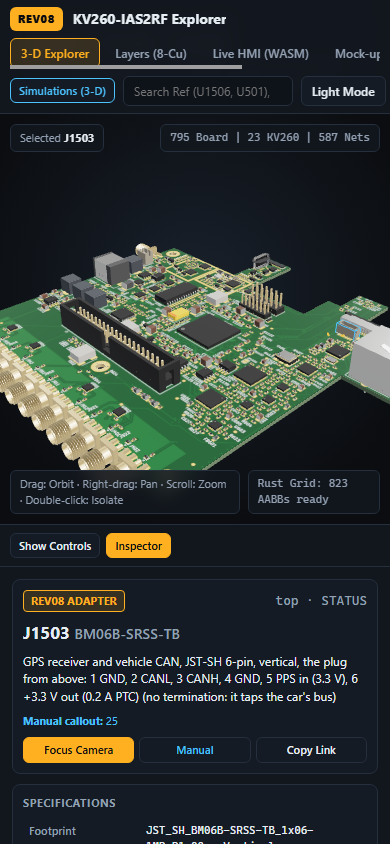 REV08 KV260-IAS2RF Explorer
3-D Explorer Layers (8-Cu) Live HMI (WASM) Mock-up
Simulations (3-D) Search Ref (U1506, U501), Light Mode
Selected J1503 795 Board | 23 KV260 | 587 Nets
Drag: Orbit · Right-drag: Pan · Scroll: Zoom
· Double-click: Isolate
Rust Grid: 823
AABBs ready
Show Controls Inspector
REV08 ADAPTER top · STATUS
J1503 BM06B-SRSS-TB
GPS receiver and vehicle CAN, JST-SH 6-pin, vertical, the plug
from above: 1 GND, 2 CANL, 3 CANH, 4 GND, 5 PPS in (3.3 V), 6
+3.3 V out (0.2 A PTC) (no termination: it taps the car's bus)
Manual callout: 25
Focus Camera Manual Copy Link
SPECIFICATIONS
Footprint JST_SH_BM06B-SRSS-TB_1x06-